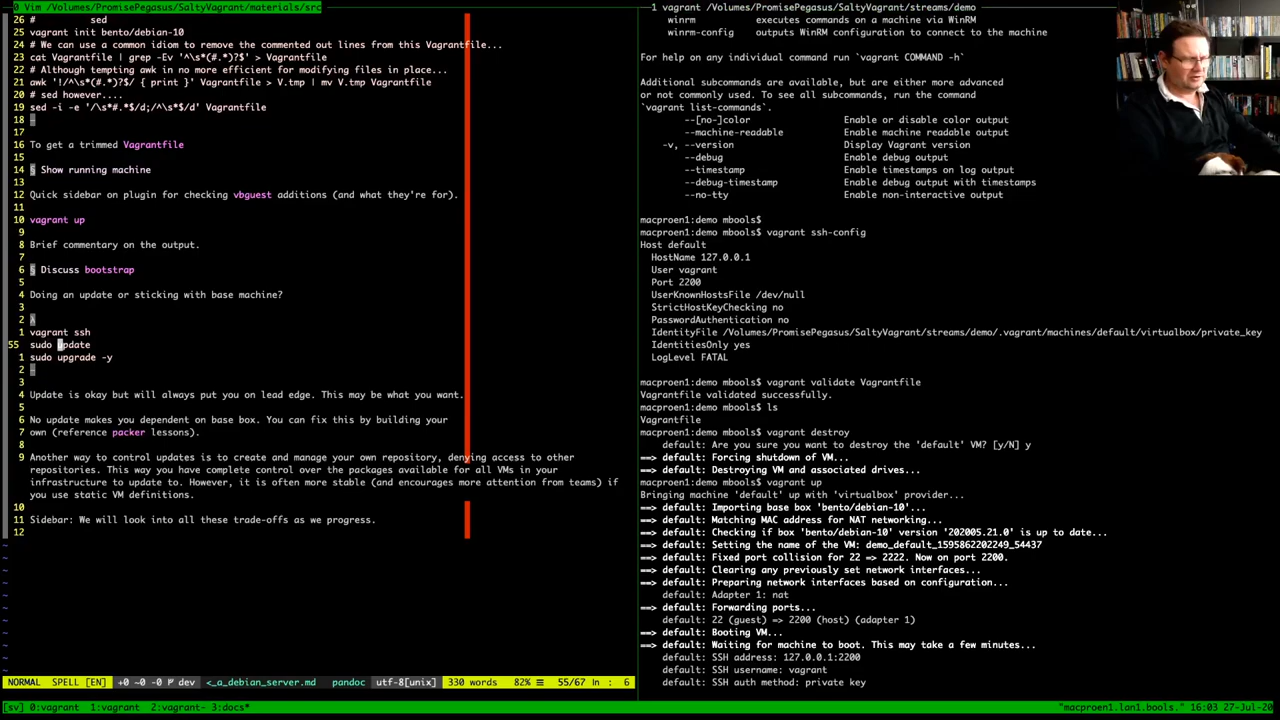 0 Vim /Volumes/PromisePegasus/SaltyVagrant/materials/src
26 #       sed
25 vagrant init bento/debian-10
24 # We can use a common idiom to remove the commented out lines from this Vagrantfile...
23 cat Vagrantfile | grep -Ev '^\s*(#.*)?$' > Vagrantfile
22 # Although tempting awk in no more efficient for modifying files in place...
21 awk '!/^\s*(#.*)?$/ { print }' Vagrantfile > V.tmp | mv V.tmp Vagrantfile
20 # sed however....
19 sed -i -e '/\s*#.*$/d;/^\s*$/d' Vagrantfile
18 ~
17
16 To get a trimmed Vagrantfile
15
14 § Show running machine
13
12 Quick sidebar on plugin for checking vbguest additions (and what they're for).
11
10 vagrant up
9
8 Brief commentary on the output.
7
6 § Discuss bootstrap
5
4 Doing an update or sticking with base machine?
3
2 λ
1 vagrant ssh
55 sudo update
1 sudo upgrade -y
2 ~
3
4 Update is okay but will always put you on lead edge. This may be what you want.
5
6 No update makes you dependent on base box. You can fix this by building your
7 own (reference packer lessons).
8
9 Another way to control updates is to create and manage your own repository, denying access to other
repositories. This way you have complete control over the packages available for all VMs in your
infrastructure to update to. However, it is often more stable (and encourages more attention from teams) if
you use static VM definitions.
10
11 Sidebar: We will look into all these trade-offs as we progress.
12
~
~
~
~
~
~
~
~
~
~
~
NORMAL SPELL [EN] +0 ~0 -0 dev <_a_debian_server.md pandoc utf-8[unix] 330 words 82% ☰ 55/67 ln : 6
1 vagrant /Volumes/PromisePegasus/SaltyVagrant/streams/demo
winrm executes commands on a machine via WinRM
winrm-config outputs WinRM configuration to connect to the machine
For help on any individual command run `vagrant COMMAND -h`
Additional subcommands are available, but are either more advanced
or not commonly used. To see all subcommands, run the command
`vagrant list-commands`.
--[no-]color Enable or disable color output
--machine-readable Enable machine readable output
-v, --version Display Vagrant version
--debug Enable debug output
--timestamp Enable timestamps on log output
--debug-timestamp Enable debug output with timestamps
--no-tty Enable non-interactive output
macproen1:demo mbools$
macproen1:demo mbools$ vagrant ssh-config
Host default
HostName 127.0.0.1
User vagrant
Port 2200
UserKnownHostsFile /dev/null
StrictHostKeyChecking no
PasswordAuthentication no
IdentityFile /Volumes/PromisePegasus/SaltyVagrant/streams/demo/.vagrant/machines/default/virtualbox/private_key
IdentitiesOnly yes
LogLevel FATAL
macproen1:demo mbools$ vagrant validate Vagrantfile
Vagrantfile validated successfully.
macproen1:demo mbools$ ls
Vagrantfile
macproen1:demo mbools$ vagrant destroy
default: Are you sure you want to destroy the 'default' VM? [y/N] y
==> default: Forcing shutdown of VM...
==> default: Destroying VM and associated drives...
macproen1:demo mbools$ vagrant up
Bringing machine 'default' up with 'virtualbox' provider...
==> default: Importing base box 'bento/debian-10'...
==> default: Matching MAC address for NAT networking...
==> default: Checking if box 'bento/debian-10' version '202005.21.0' is up to date...
==> default: Setting the name of the VM: demo_default_1595862202249_54437
==> default: Fixed port collision for 22 => 2222. Now on port 2200.
==> default: Clearing any previously set network interfaces...
==> default: Preparing network interfaces based on configuration...
default: Adapter 1: nat
==> default: Forwarding ports...
default: 22 (guest) => 2200 (host) (adapter 1)
==> default: Booting VM...
==> default: Waiting for machine to boot. This may take a few minutes...
default: SSH address: 127.0.0.1:2200
default: SSH username: vagrant
default: SSH auth method: private key
[sv] 0:vagrant 1:vagrant 2:vagrant- 3:docs* "macproen1.lan1.bools." 16:03 27-Jul-20